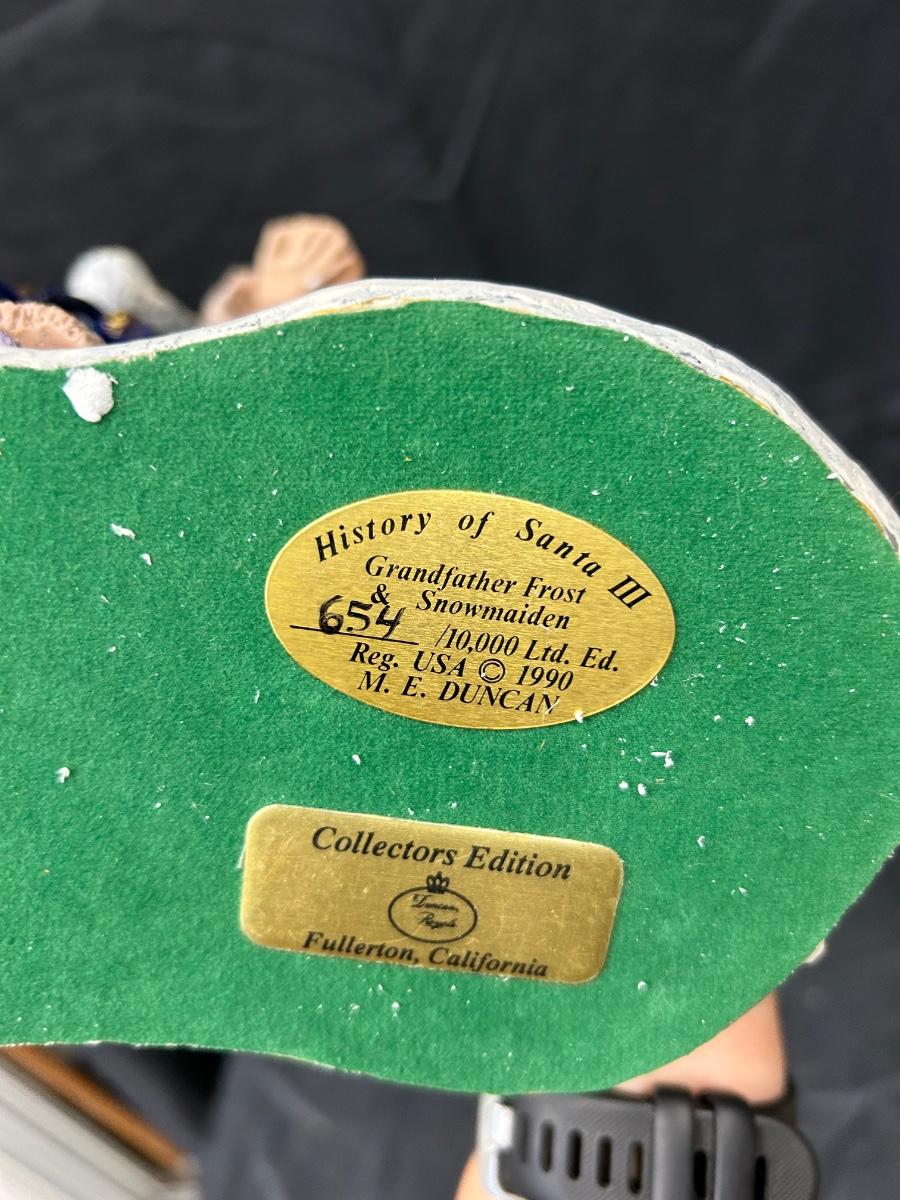 History of Santa III
Grandfather Frost
& Snowmaiden
654 /10,000 Ltd. Ed.
Reg. USA © 1990
M. E. DUNCAN
Collectors Edition
Duncan
Royale
Fullerton, California